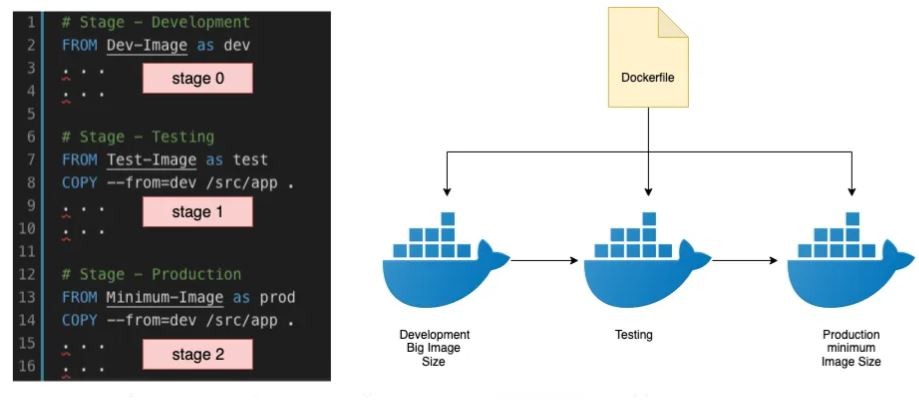 1 # Stage – Development
2 FROM Dev-Image as dev
3 . . .
stage 0
4 . . .
5
6 # Stage – Testing
7 FROM Test-Image as test
8 COPY --from=dev /src/app .
9 . . .
stage 1
10 . . .
11
12 # Stage – Production
13 FROM Minimum-Image as prod
14 COPY --from=dev /src/app .
15 . . .
stage 2
16 . . .
Dockerfile
Development
Big Image
Size
Testing
Production
minimum
Image Size